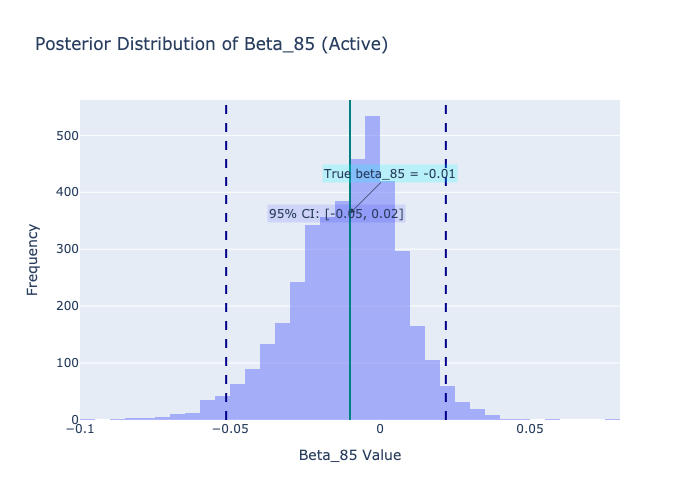 Posterior Distribution of Beta_85 (Active)
500
400
300
200
100
0
Frequency
True beta_85 = -0.01
95% CI: [-0.05, 0.02]
−0.1
−0.05
0
0.05
Beta_85 Value